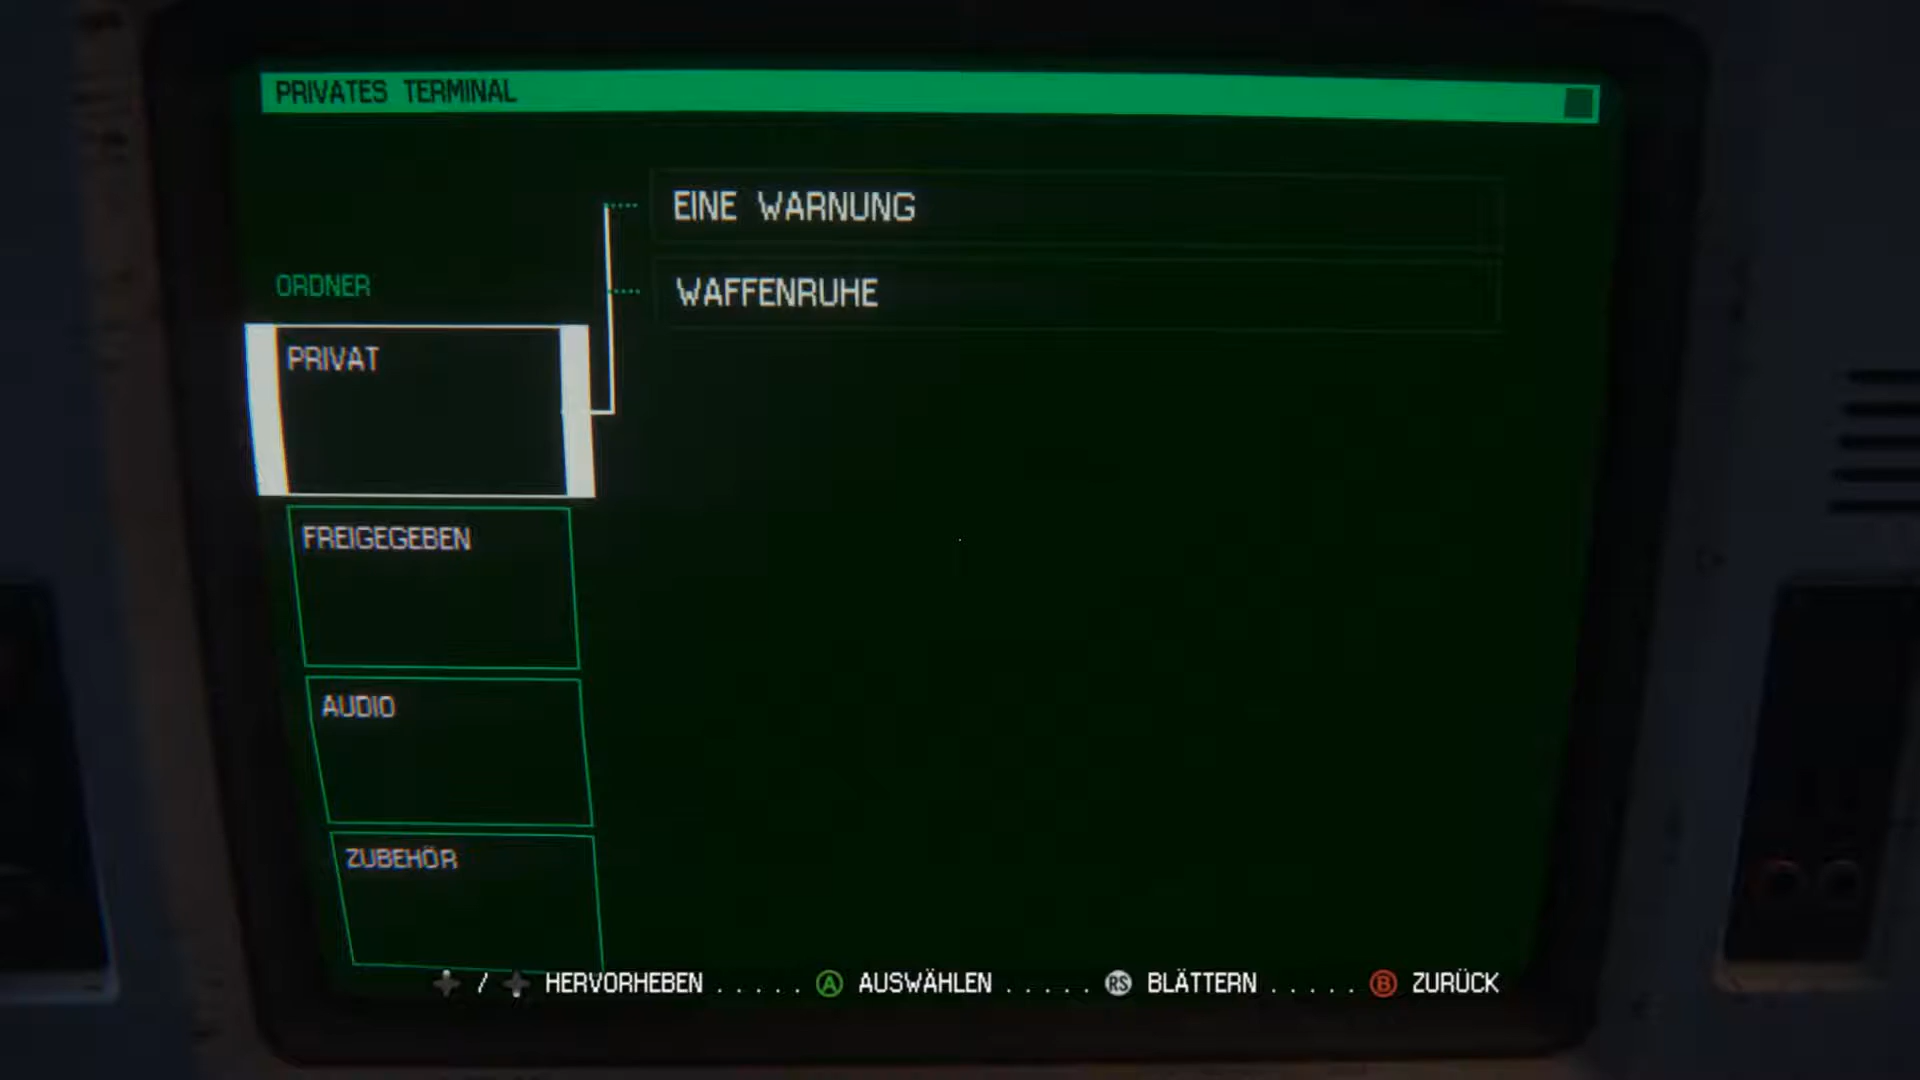 PRIVATES TERMINAL
EINE WARNUNG
WAFFENRUHE
ORDNER
PRIVAT
FREIGEGEBEN
AUDIO
ZUBEHÖR
/ HERVORHEBEN ..... A AUSWÄHLEN ..... RS BLÄTTERN ..... B ZURÜCK